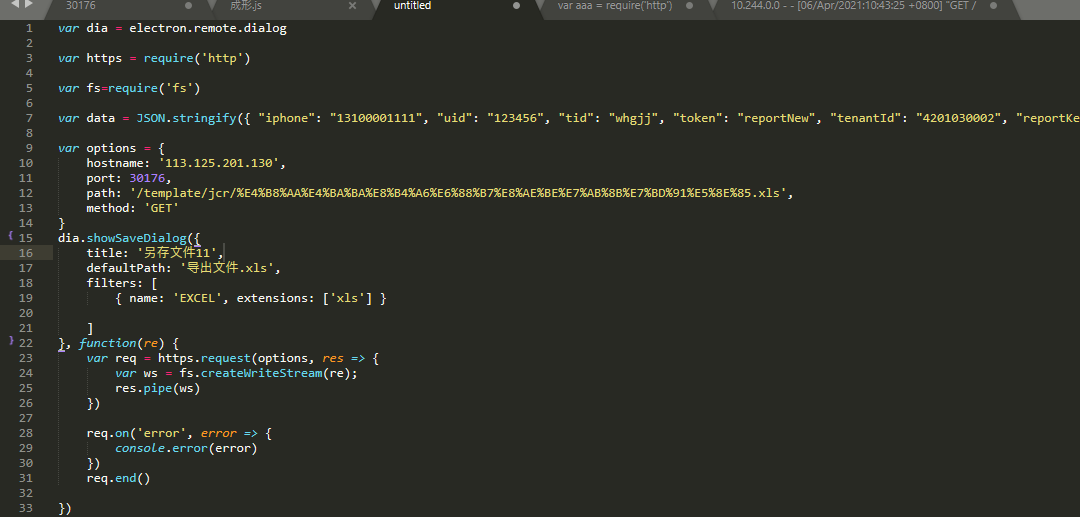 30176
成形.js
untitled
var aaa = require('http')
10.244.0.0 - - [06/Apr/2021:10:43:25 +0800] "GET /
1 var dia = electron.remote.dialog
2
3 var https = require('http')
4
5 var fs=require('fs')
6
7 var data = JSON.stringify({ "iphone": "13100001111", "uid": "123456", "tid": "whgjj", "token": "reportNew", "tenantId": "4201030002", "reportKe
8
9 var options = {
10 hostname: '113.125.201.130',
11 port: 30176,
12 path: '/template/jcr/%E4%B8%AA%E4%BA%BA%E8%B4%A6%E6%88%B7%E8%AE%BE%E7%AB%8B%E7%BD%91%E5%8E%85.xls',
13 method: 'GET'
14 }
15 dia.showSaveDialog({
16 title: '另存文件11',
17 defaultPath: '导出文件.xls',
18 filters: [
19 { name: 'EXCEL', extensions: ['xls'] }
20
21 ]
22 }, function(re) {
23 var req = https.request(options, res => {
24 var ws = fs.createWriteStream(re);
25 res.pipe(ws)
26 })
27
28 req.on('error', error => {
29 console.error(error)
30 })
31 req.end()
32
33 })